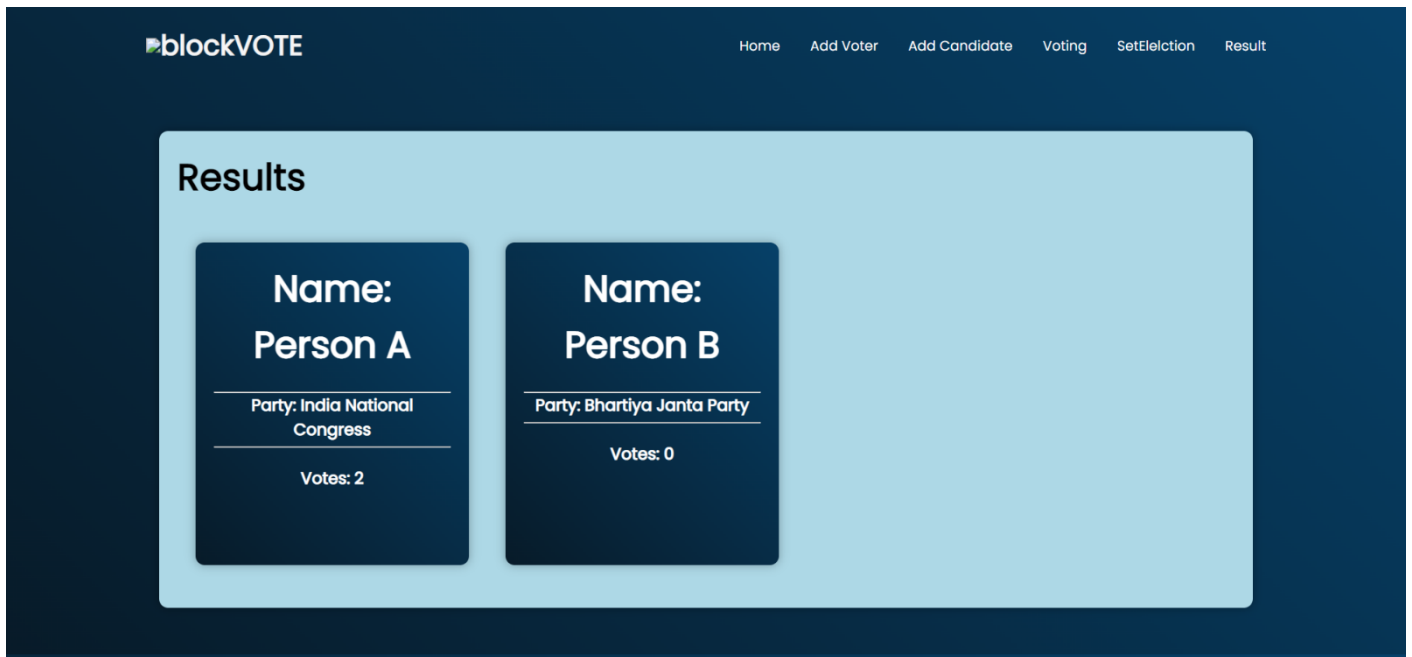 blockVOTE
Home Add Voter Add Candidate Voting SetElelction Result
Results
Name:
Person A
Party: India National
Congress
Votes: 2
Name:
Person B
Party: Bhartiya Janta Party
Votes: 0